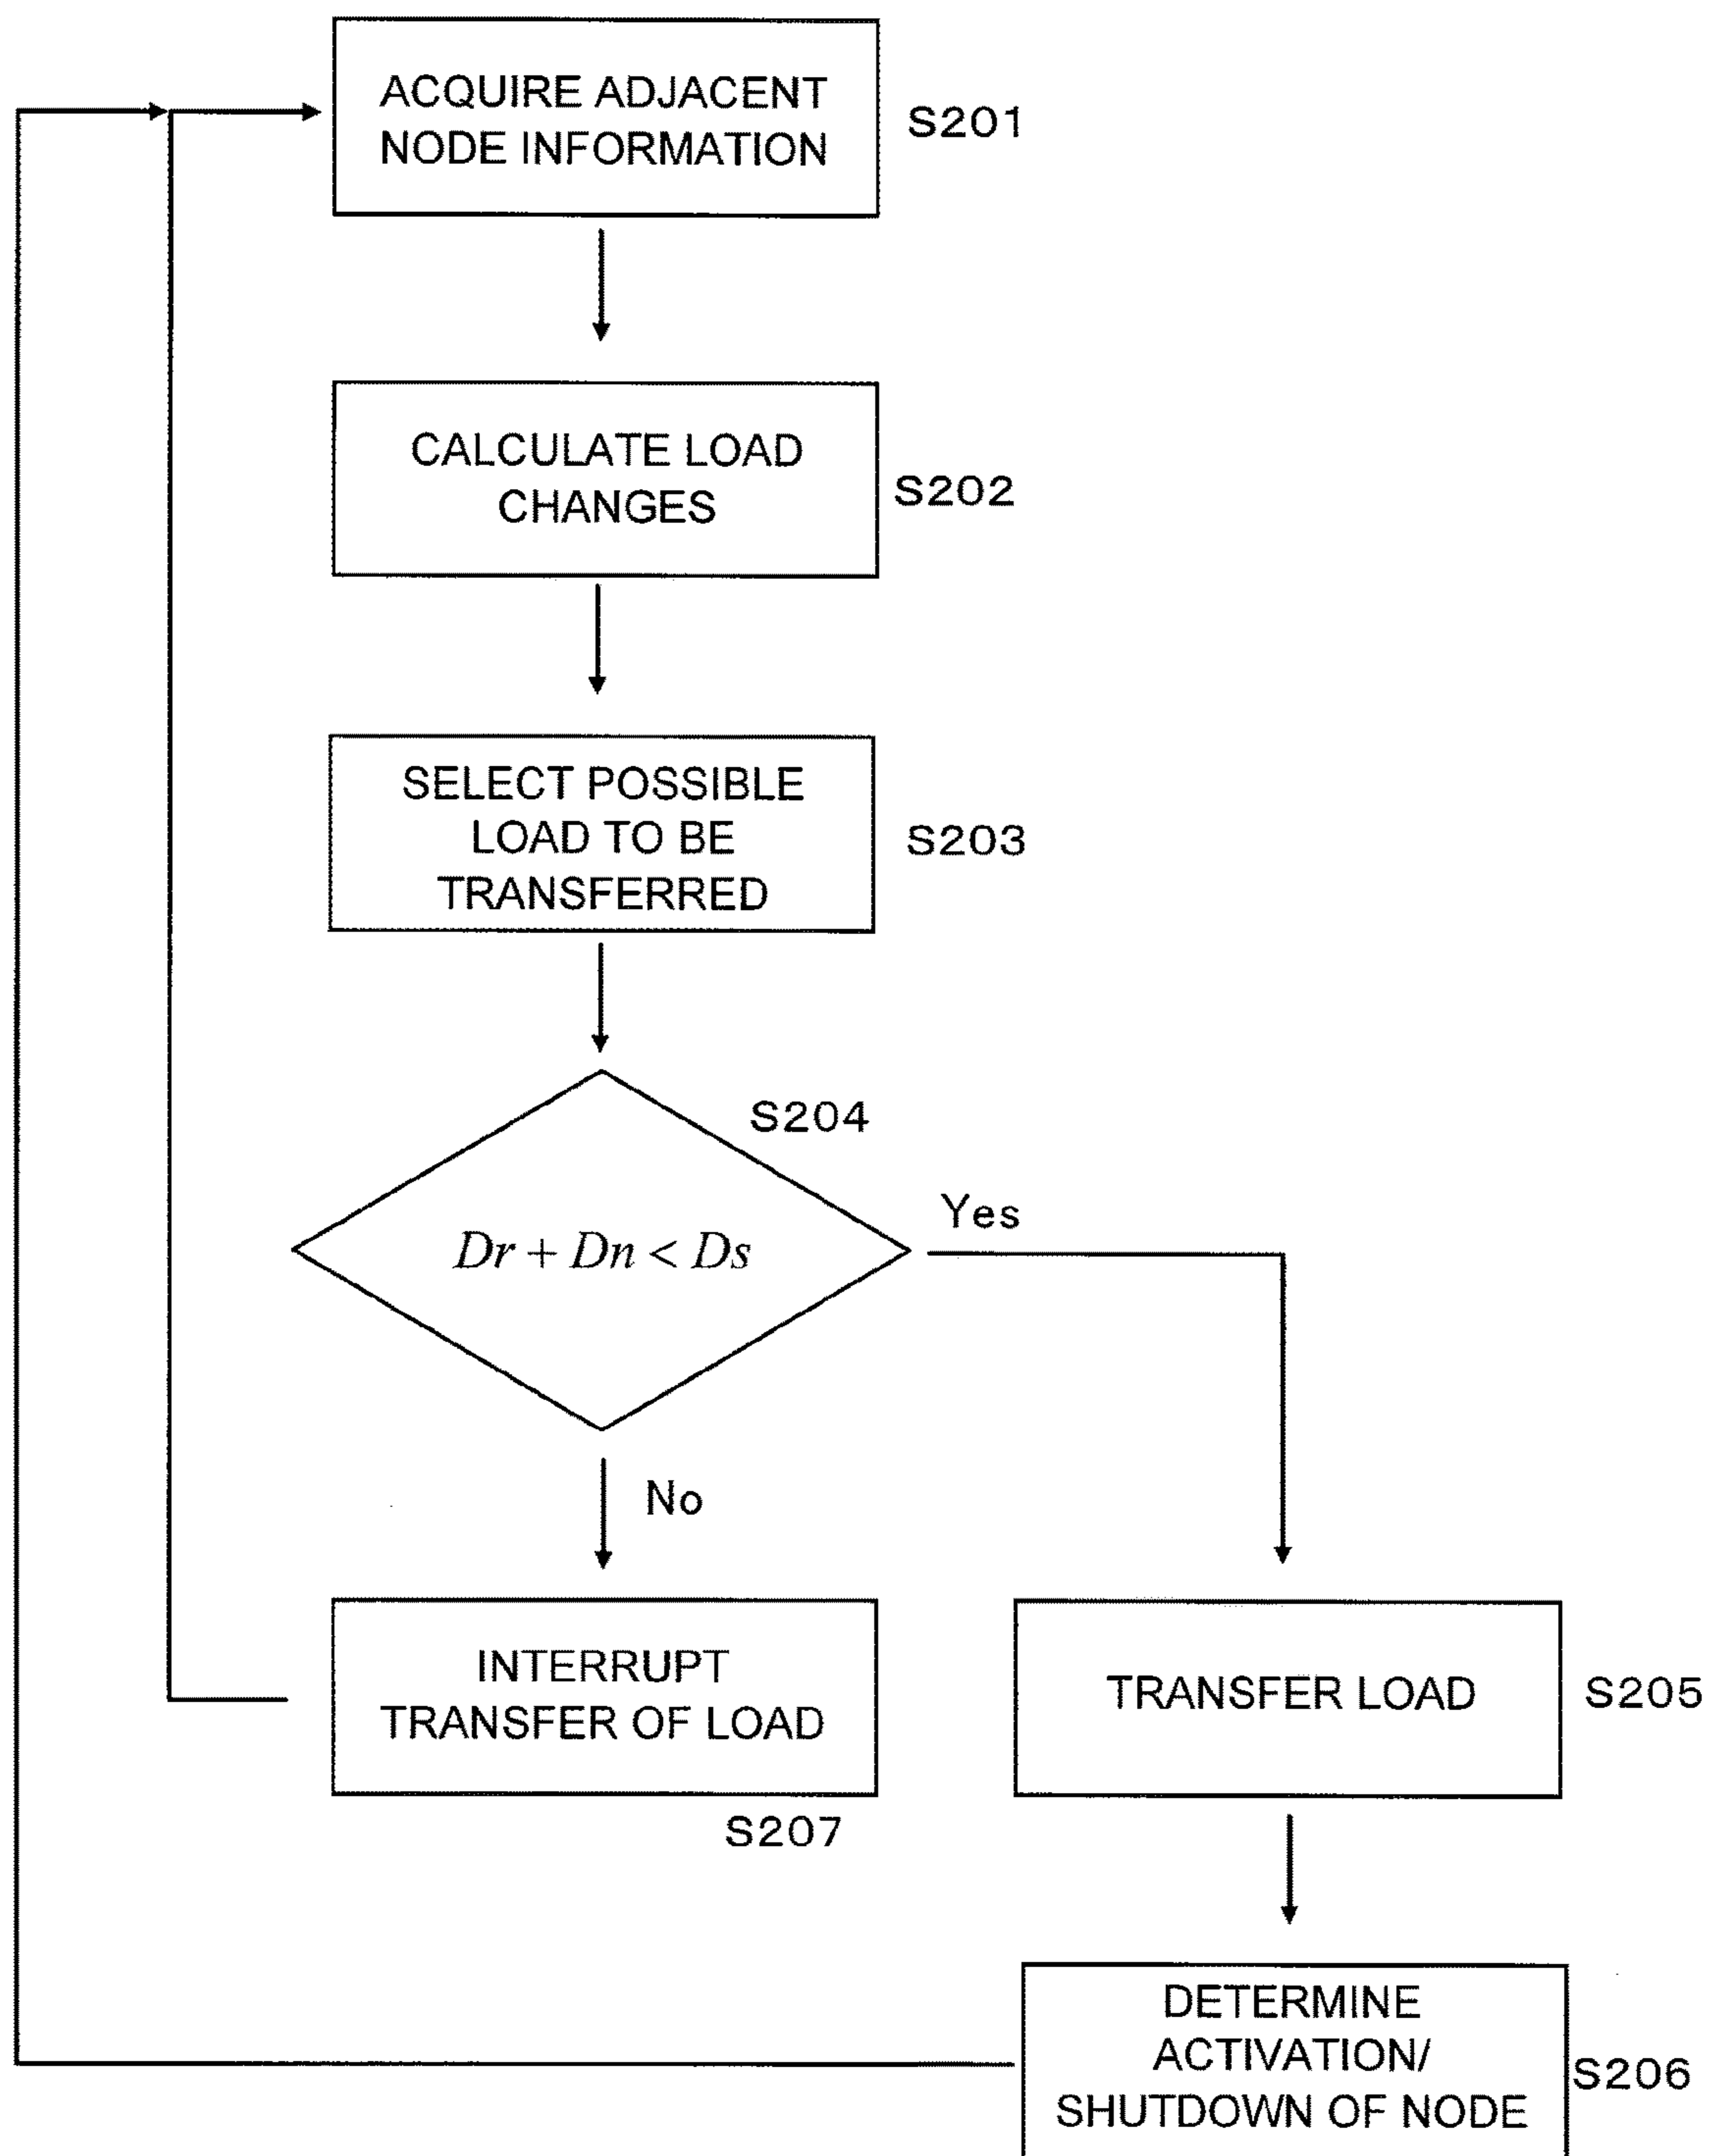 ACQUIRE ADJACENT
NODE INFORMATION
S201
CALCULATE LOAD
CHANGES
S202
SELECT POSSIBLE
LOAD TO BE
TRANSFERRED
S203
S204
Dr + Dn < Ds
Yes
No
INTERRUPT
TRANSFER OF LOAD
S207
TRANSFER LOAD
S205
DETERMINE
ACTIVATION/
SHUTDOWN OF NODE
S206